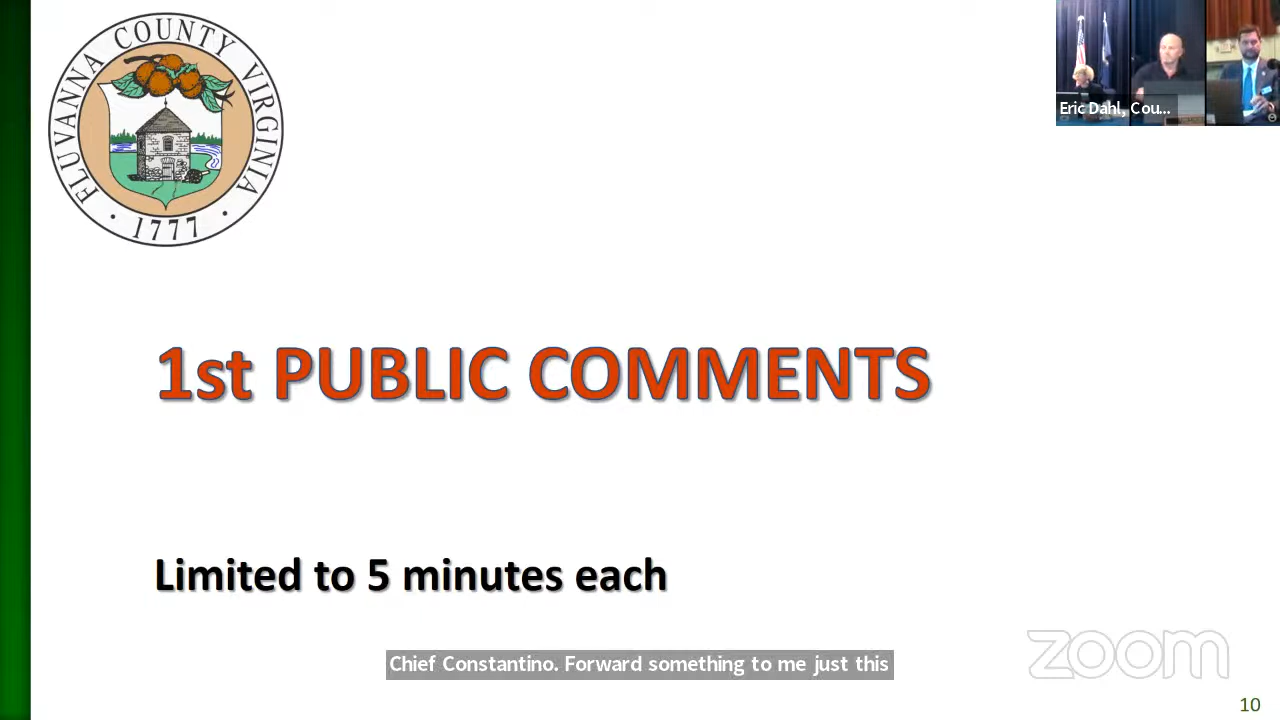 FLUVANNA COUNTY VIRGINIA
· 1777 ·
Eric Dahl, Cou...
1st PUBLIC COMMENTS
Limited to 5 minutes each
Chief Constantino. Forward something to me just this
zoom
10